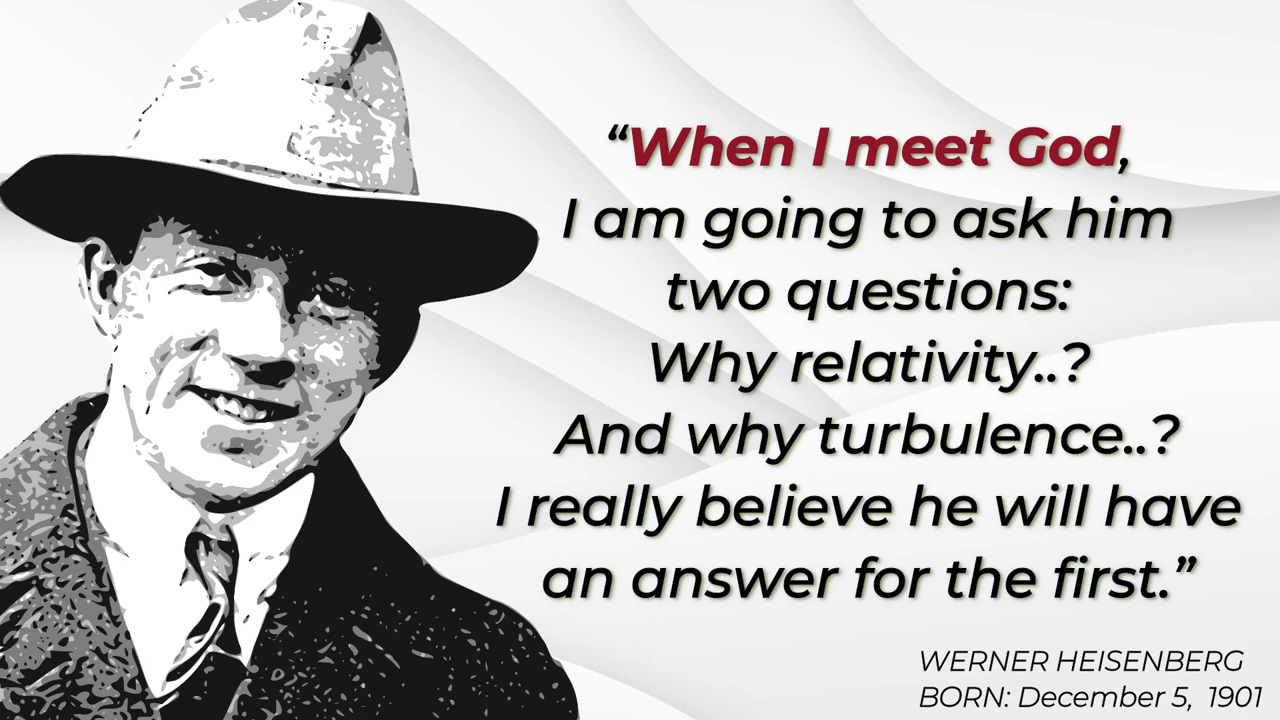 “When I meet God,
I am going to ask him
two questions:
Why relativity..?
And why turbulence..?
I really believe he will have
an answer for the first.”
WERNER HEISENBERG
BORN: December 5, 1901